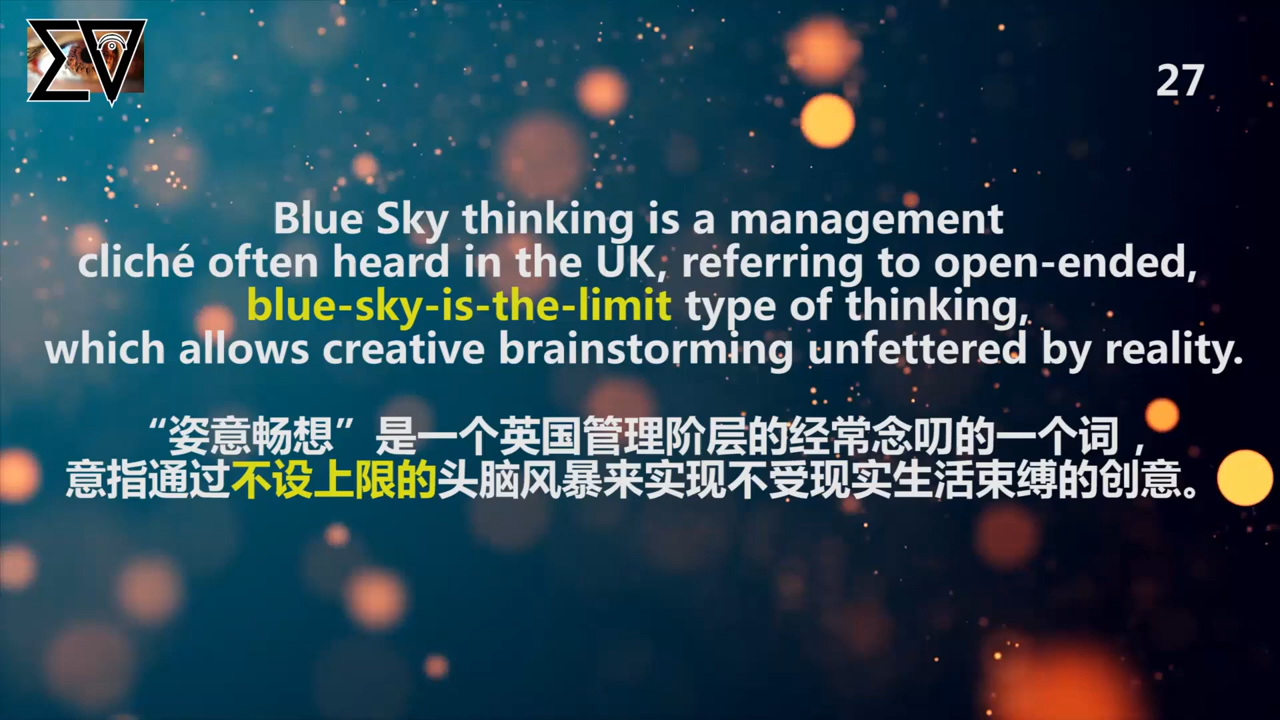 27
Blue Sky thinking is a management
cliché often heard in the UK, referring to open-ended,
blue-sky-is-the-limit type of thinking,
which allows creative brainstorming unfettered by reality.
“姿意畅想”是一个英国管理阶层的经常念叨的一个词，
意指通过不设上限的头脑风暴来实现不受现实生活束缚的创意。